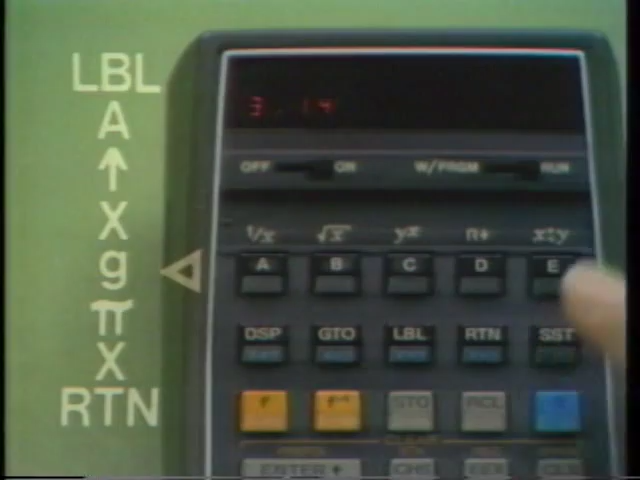 LBL
A
↑
X
g
π
X
RTN
3.14
OFF ON W/PRGM RUN
1/x √x yx R↓ x↕y
A B C D E
DSP GTO LBL RTN SST
f f-1 STO RCL
ENTER↑ CHS EEX